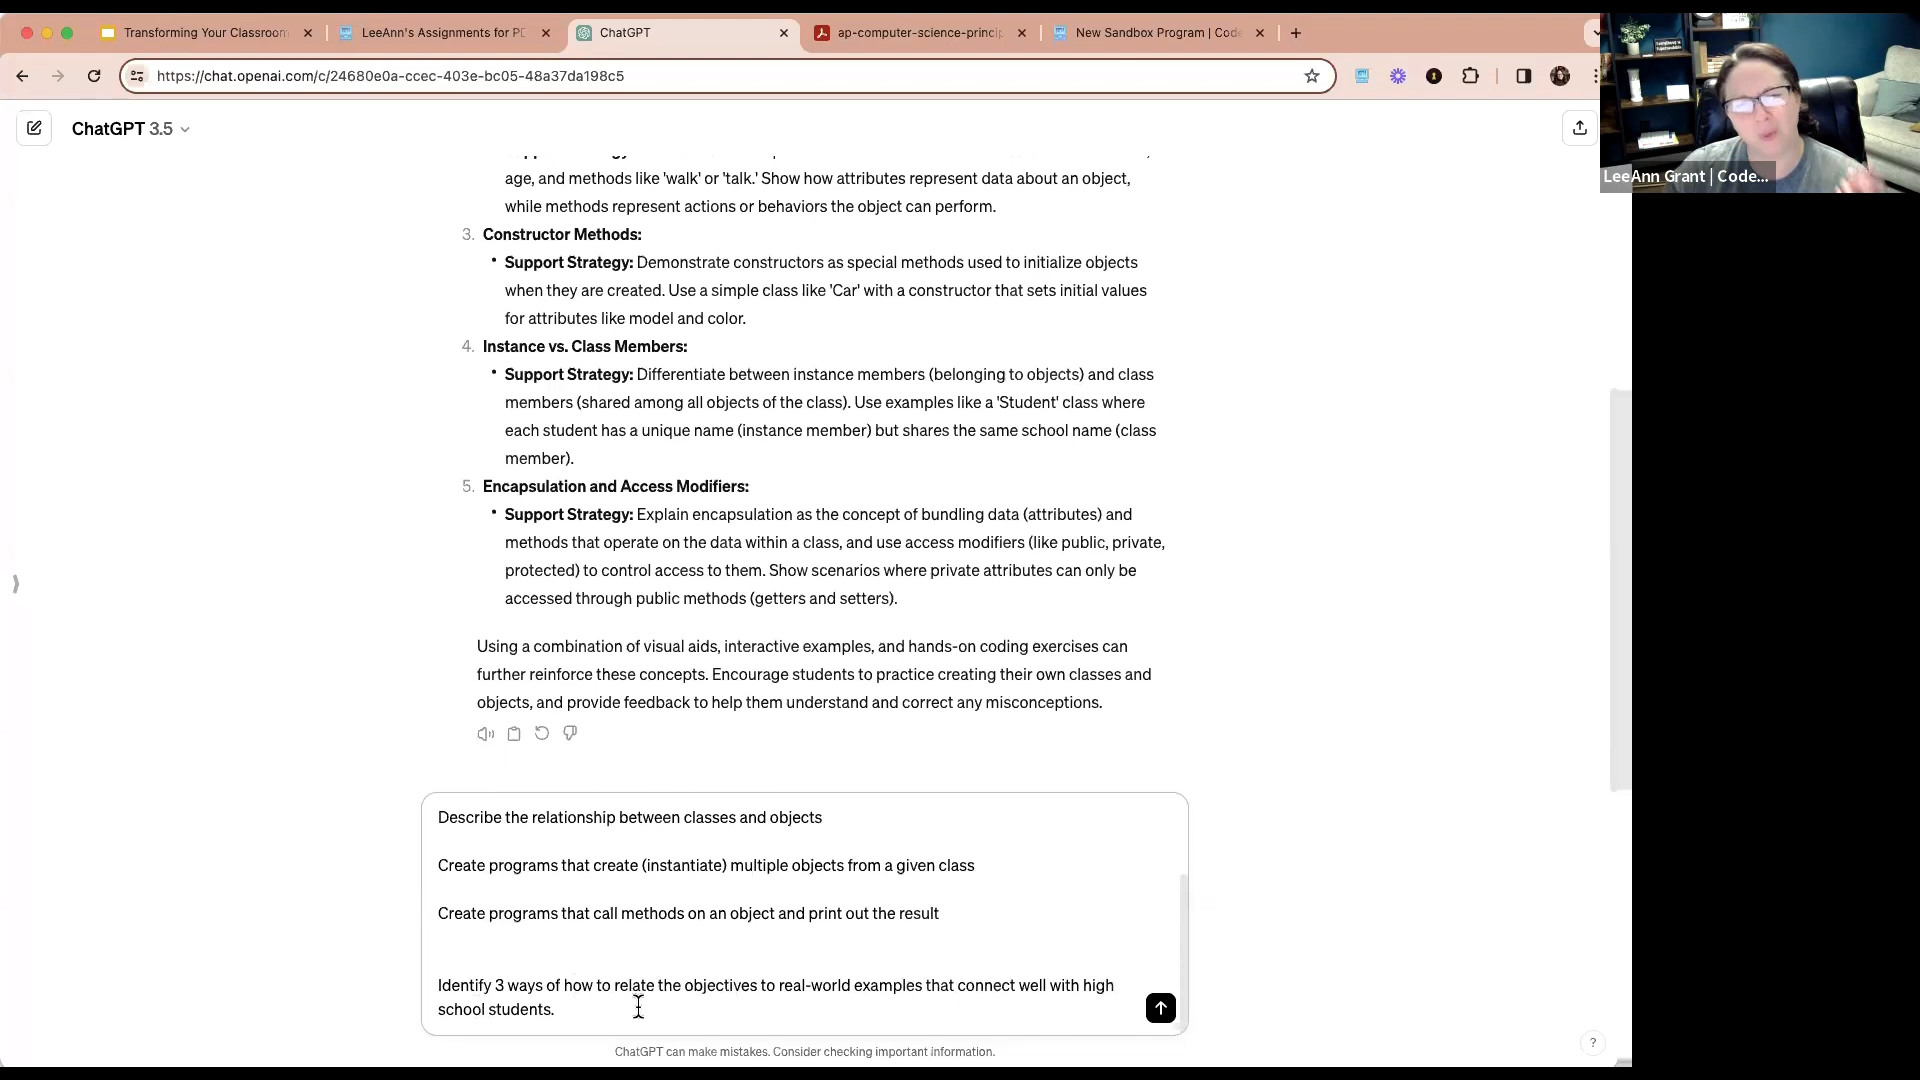 Transforming Your Classroom
LeeAnn's Assignments for PD
ChatGPT
ap-computer-science-princip
New Sandbox Program | Code
https://chat.openai.com/c/24680e0a-ccec-403e-bc05-48a37da198c5
ChatGPT 3.5
LeeAnn Grant | Code...
age, and methods like 'walk' or 'talk.' Show how attributes represent data about an object,
while methods represent actions or behaviors the object can perform.
3. Constructor Methods:
• Support Strategy: Demonstrate constructors as special methods used to initialize objects
when they are created. Use a simple class like 'Car' with a constructor that sets initial values
for attributes like model and color.
4. Instance vs. Class Members:
• Support Strategy: Differentiate between instance members (belonging to objects) and class
members (shared among all objects of the class). Use examples like a 'Student' class where
each student has a unique name (instance member) but shares the same school name (class
member).
5. Encapsulation and Access Modifiers:
• Support Strategy: Explain encapsulation as the concept of bundling data (attributes) and
methods that operate on the data within a class, and use access modifiers (like public, private,
protected) to control access to them. Show scenarios where private attributes can only be
accessed through public methods (getters and setters).
Using a combination of visual aids, interactive examples, and hands-on coding exercises can
further reinforce these concepts. Encourage students to practice creating their own classes and
objects, and provide feedback to help them understand and correct any misconceptions.
Describe the relationship between classes and objects
Create programs that create (instantiate) multiple objects from a given class
Create programs that call methods on an object and print out the result
Identify 3 ways of how to relate the objectives to real-world examples that connect well with high
school students.
ChatGPT can make mistakes. Consider checking important information.
?